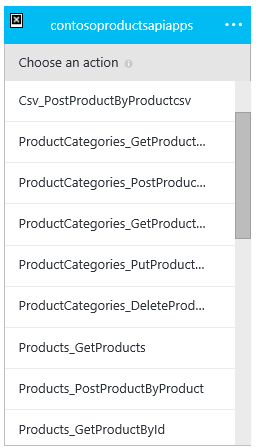 contosoproductsapiapps ...
Choose an action
Csv_PostProductByProductcsv
ProductCategories_GetProduct...
ProductCategories_PostProduc...
ProductCategories_GetProduct...
ProductCategories_PutProduct...
ProductCategories_DeleteProd...
Products_GetProducts
Products_PostProductByProduct
Products_GetProductById